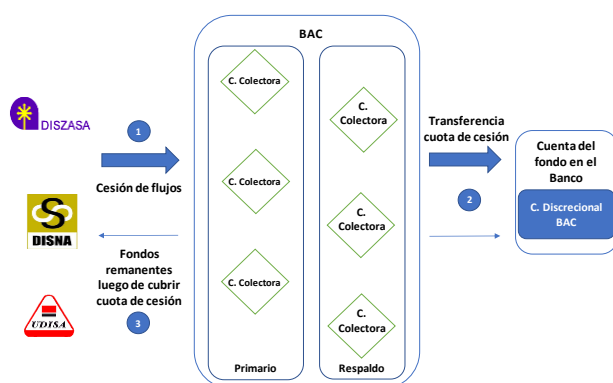 BAC
DISZASA
1
Cesión de flujos
DISNA
Fondos
remanentes
luego de cubrir
cuota de cesión
3
UDISA
C. Colectora
C. Colectora
C. Colectora
Primario
C.
Colectora
C.
Colectora
C.
Colectora
Respaldo
Transferencia
cuota de cesión
2
Cuenta del
fondo en el
Banco
C. Discrecional
BAC